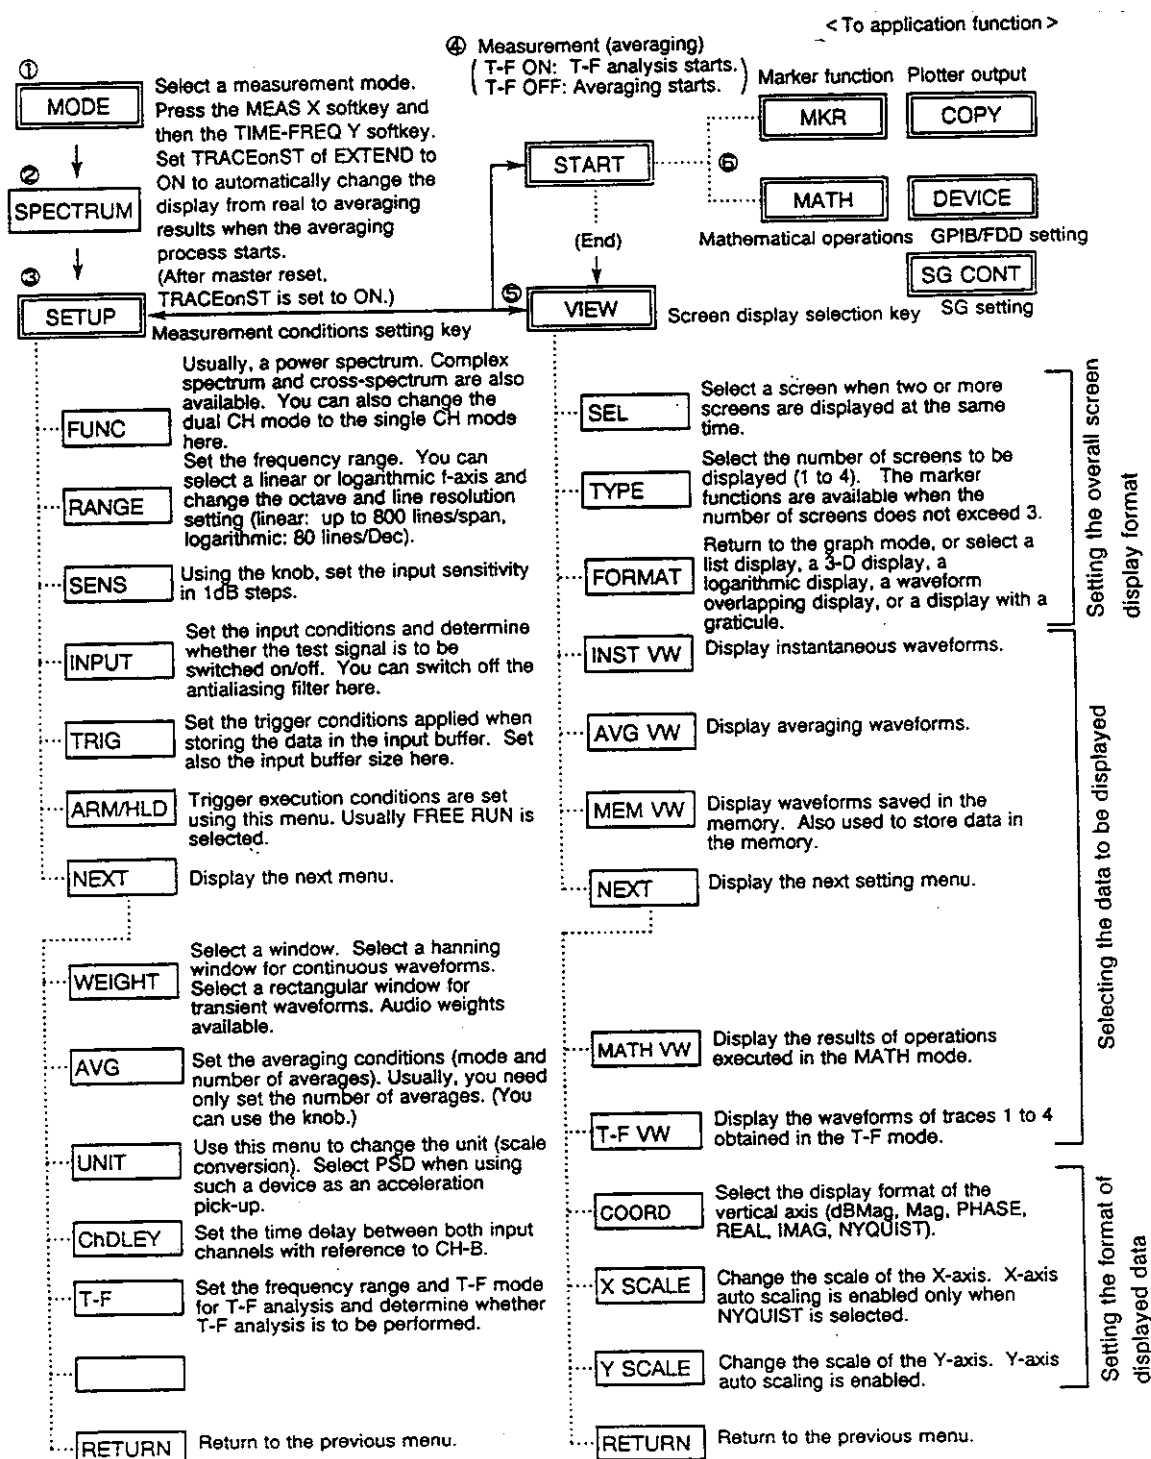 < To application function >
④ Measurement (averaging)
( T-F ON: T-F analysis starts. )
( T-F OFF: Averaging starts. )
Marker function
Plotter output
MKR
COPY
①
MODE
Select a measurement mode.
Press the MEAS X softkey and
then the TIME-FREQ Y softkey.
Set TRACEonST of EXTEND to
ON to automatically change the
display from real to averaging
results when the averaging
process starts.
(After master reset,
TRACEonST is set to ON.)
②
SPECTRUM
START
⑥
MATH
DEVICE
Mathematical operations
GPIB/FDD setting
(End)
SG CONT
SG setting
③
SETUP
Measurement conditions setting key
⑤
VIEW
Screen display selection key
FUNC
Usually, a power spectrum. Complex
spectrum and cross-spectrum are also
available. You can also change the
dual CH mode to the single CH mode
here.
RANGE
Set the frequency range. You can
select a linear or logarithmic f-axis and
change the octave and line resolution
setting (linear: up to 800 lines/span,
logarithmic: 80 lines/Dec).
SENS
Using the knob, set the input sensitivity
in 1dB steps.
INPUT
Set the input conditions and determine
whether the test signal is to be
switched on/off. You can switch off the
antialiasing filter here.
TRIG
Set the trigger conditions applied when
storing the data in the input buffer. Set
also the input buffer size here.
ARM/HLD
Trigger execution conditions are set
using this menu. Usually FREE RUN is
selected.
NEXT
Display the next menu.
WEIGHT
Select a window. Select a hanning
window for continuous waveforms.
Select a rectangular window for
transient waveforms. Audio weights
available.
AVG
Set the averaging conditions (mode and
number of averages). Usually, you need
only set the number of averages. (You
can use the knob.)
UNIT
Use this menu to change the unit (scale
conversion). Select PSD when using
such a device as an acceleration
pick-up.
ChDLEY
Set the time delay between both input
channels with reference to CH-B.
T-F
Set the frequency range and T-F mode
for T-F analysis and determine whether
T-F analysis is to be performed.
RETURN
Return to the previous menu.
SEL
Select a screen when two or more
screens are displayed at the same
time.
TYPE
Select the number of screens to be
displayed (1 to 4). The marker
functions are available when the
number of screens does not exceed 3.
FORMAT
Return to the graph mode, or select a
list display, a 3-D display, a
logarithmic display, a waveform
overlapping display, or a display with a
graticule.
Setting the overall screen
display format
INST VW
Display instantaneous waveforms.
AVG VW
Display averaging waveforms.
MEM VW
Display waveforms saved in the
memory. Also used to store data in
the memory.
NEXT
Display the next setting menu.
MATH VW
Display the results of operations
executed in the MATH mode.
T-F VW
Display the waveforms of traces 1 to 4
obtained in the T-F mode.
Selecting the data to be displayed
COORD
Select the display format of the
vertical axis (dBMag, Mag, PHASE,
REAL, IMAG, NYQUIST).
X SCALE
Change the scale of the X-axis. X-axis
auto scaling is enabled only when
NYQUIST is selected.
Y SCALE
Change the scale of the Y-axis. Y-axis
auto scaling is enabled.
Setting the format of
displayed data
RETURN
Return to the previous menu.